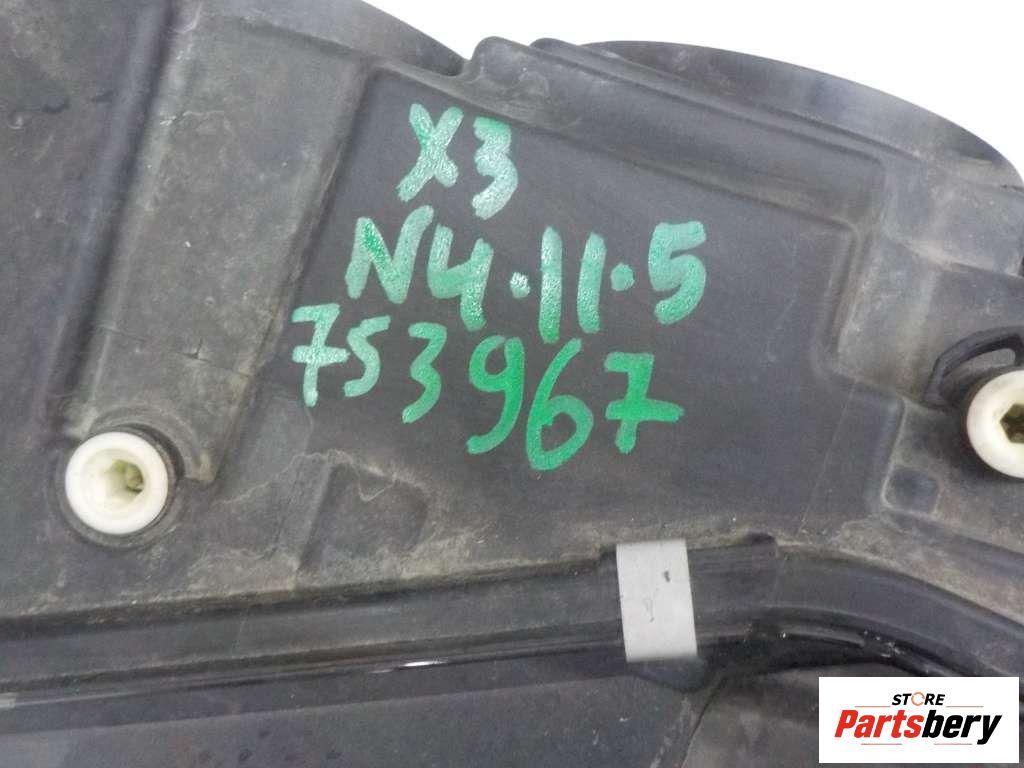 X3
N4.11.5
753967
STORE
Partsbery